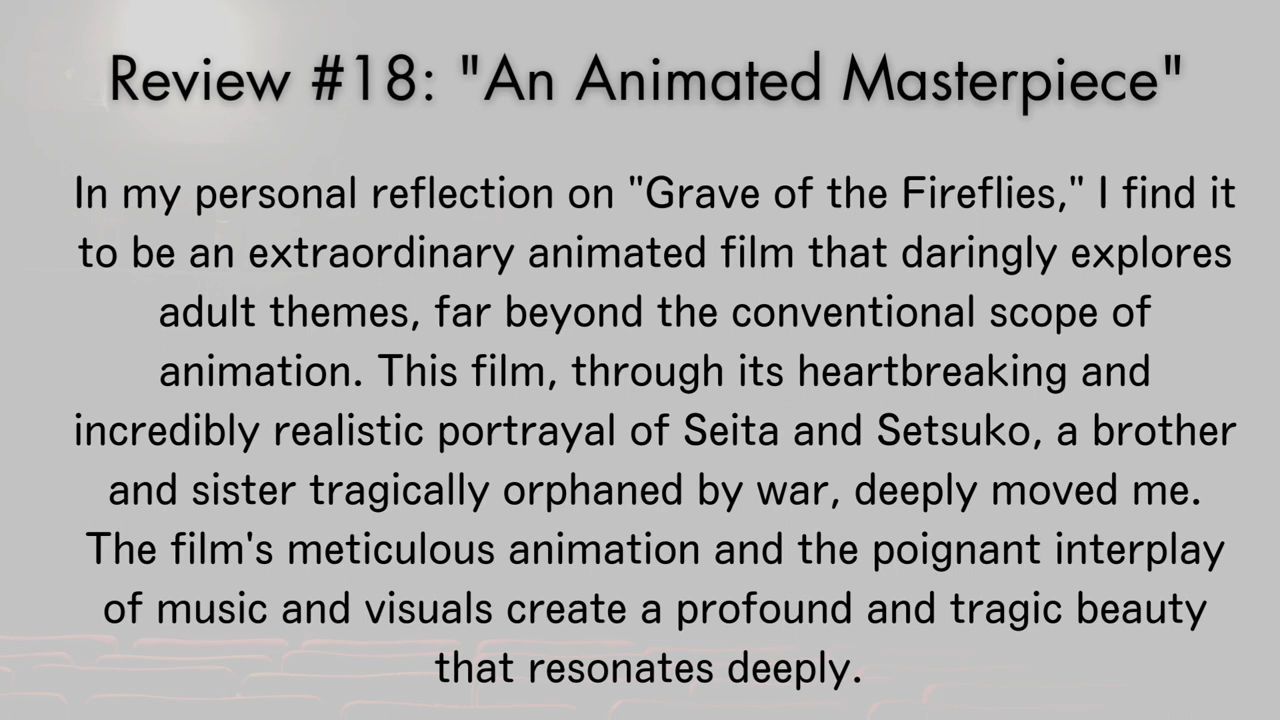 Review #18: "An Animated Masterpiece"
In my personal reflection on "Grave of the Fireflies," I find it
to be an extraordinary animated film that daringly explores
adult themes, far beyond the conventional scope of
animation. This film, through its heartbreaking and
incredibly realistic portrayal of Seita and Setsuko, a brother
and sister tragically orphaned by war, deeply moved me.
The film's meticulous animation and the poignant interplay
of music and visuals create a profound and tragic beauty
that resonates deeply.